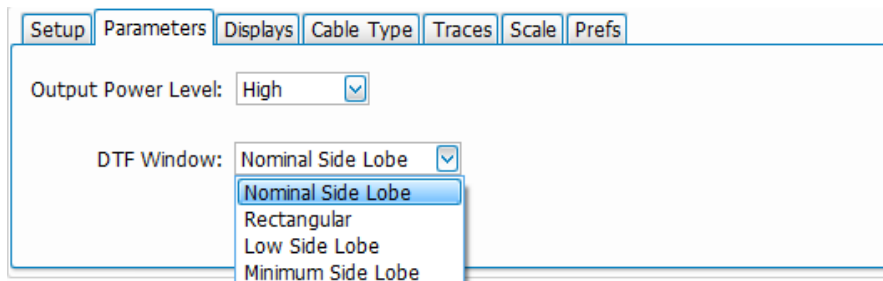 Setup Parameters Displays Cable Type Traces Scale Prefs
Output Power Level: High
DTF Window: Nominal Side Lobe
Nominal Side Lobe
Rectangular
Low Side Lobe
Minimum Side Lobe